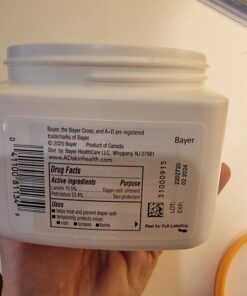 Bayer, the Bayer Cross, and A+D are registered
trademarks of Bayer.
© 2020 Bayer Product of Canada
Dist. by: Bayer HealthCare LLC, Whippany, NJ 07981
www.ADskinhealth.com
Bayer
Drug Facts
Active ingredients Purpose
Lanolin 15.5% Diaper rash ointment
Petrolatum 53.4% Skin protectant
Uses
helps treat and prevent diaper rash
temporarily protects minor:
cuts scrapes burns
31000915
LOT: 2202720
EXP: 02 2024
Peel for Full Labeling